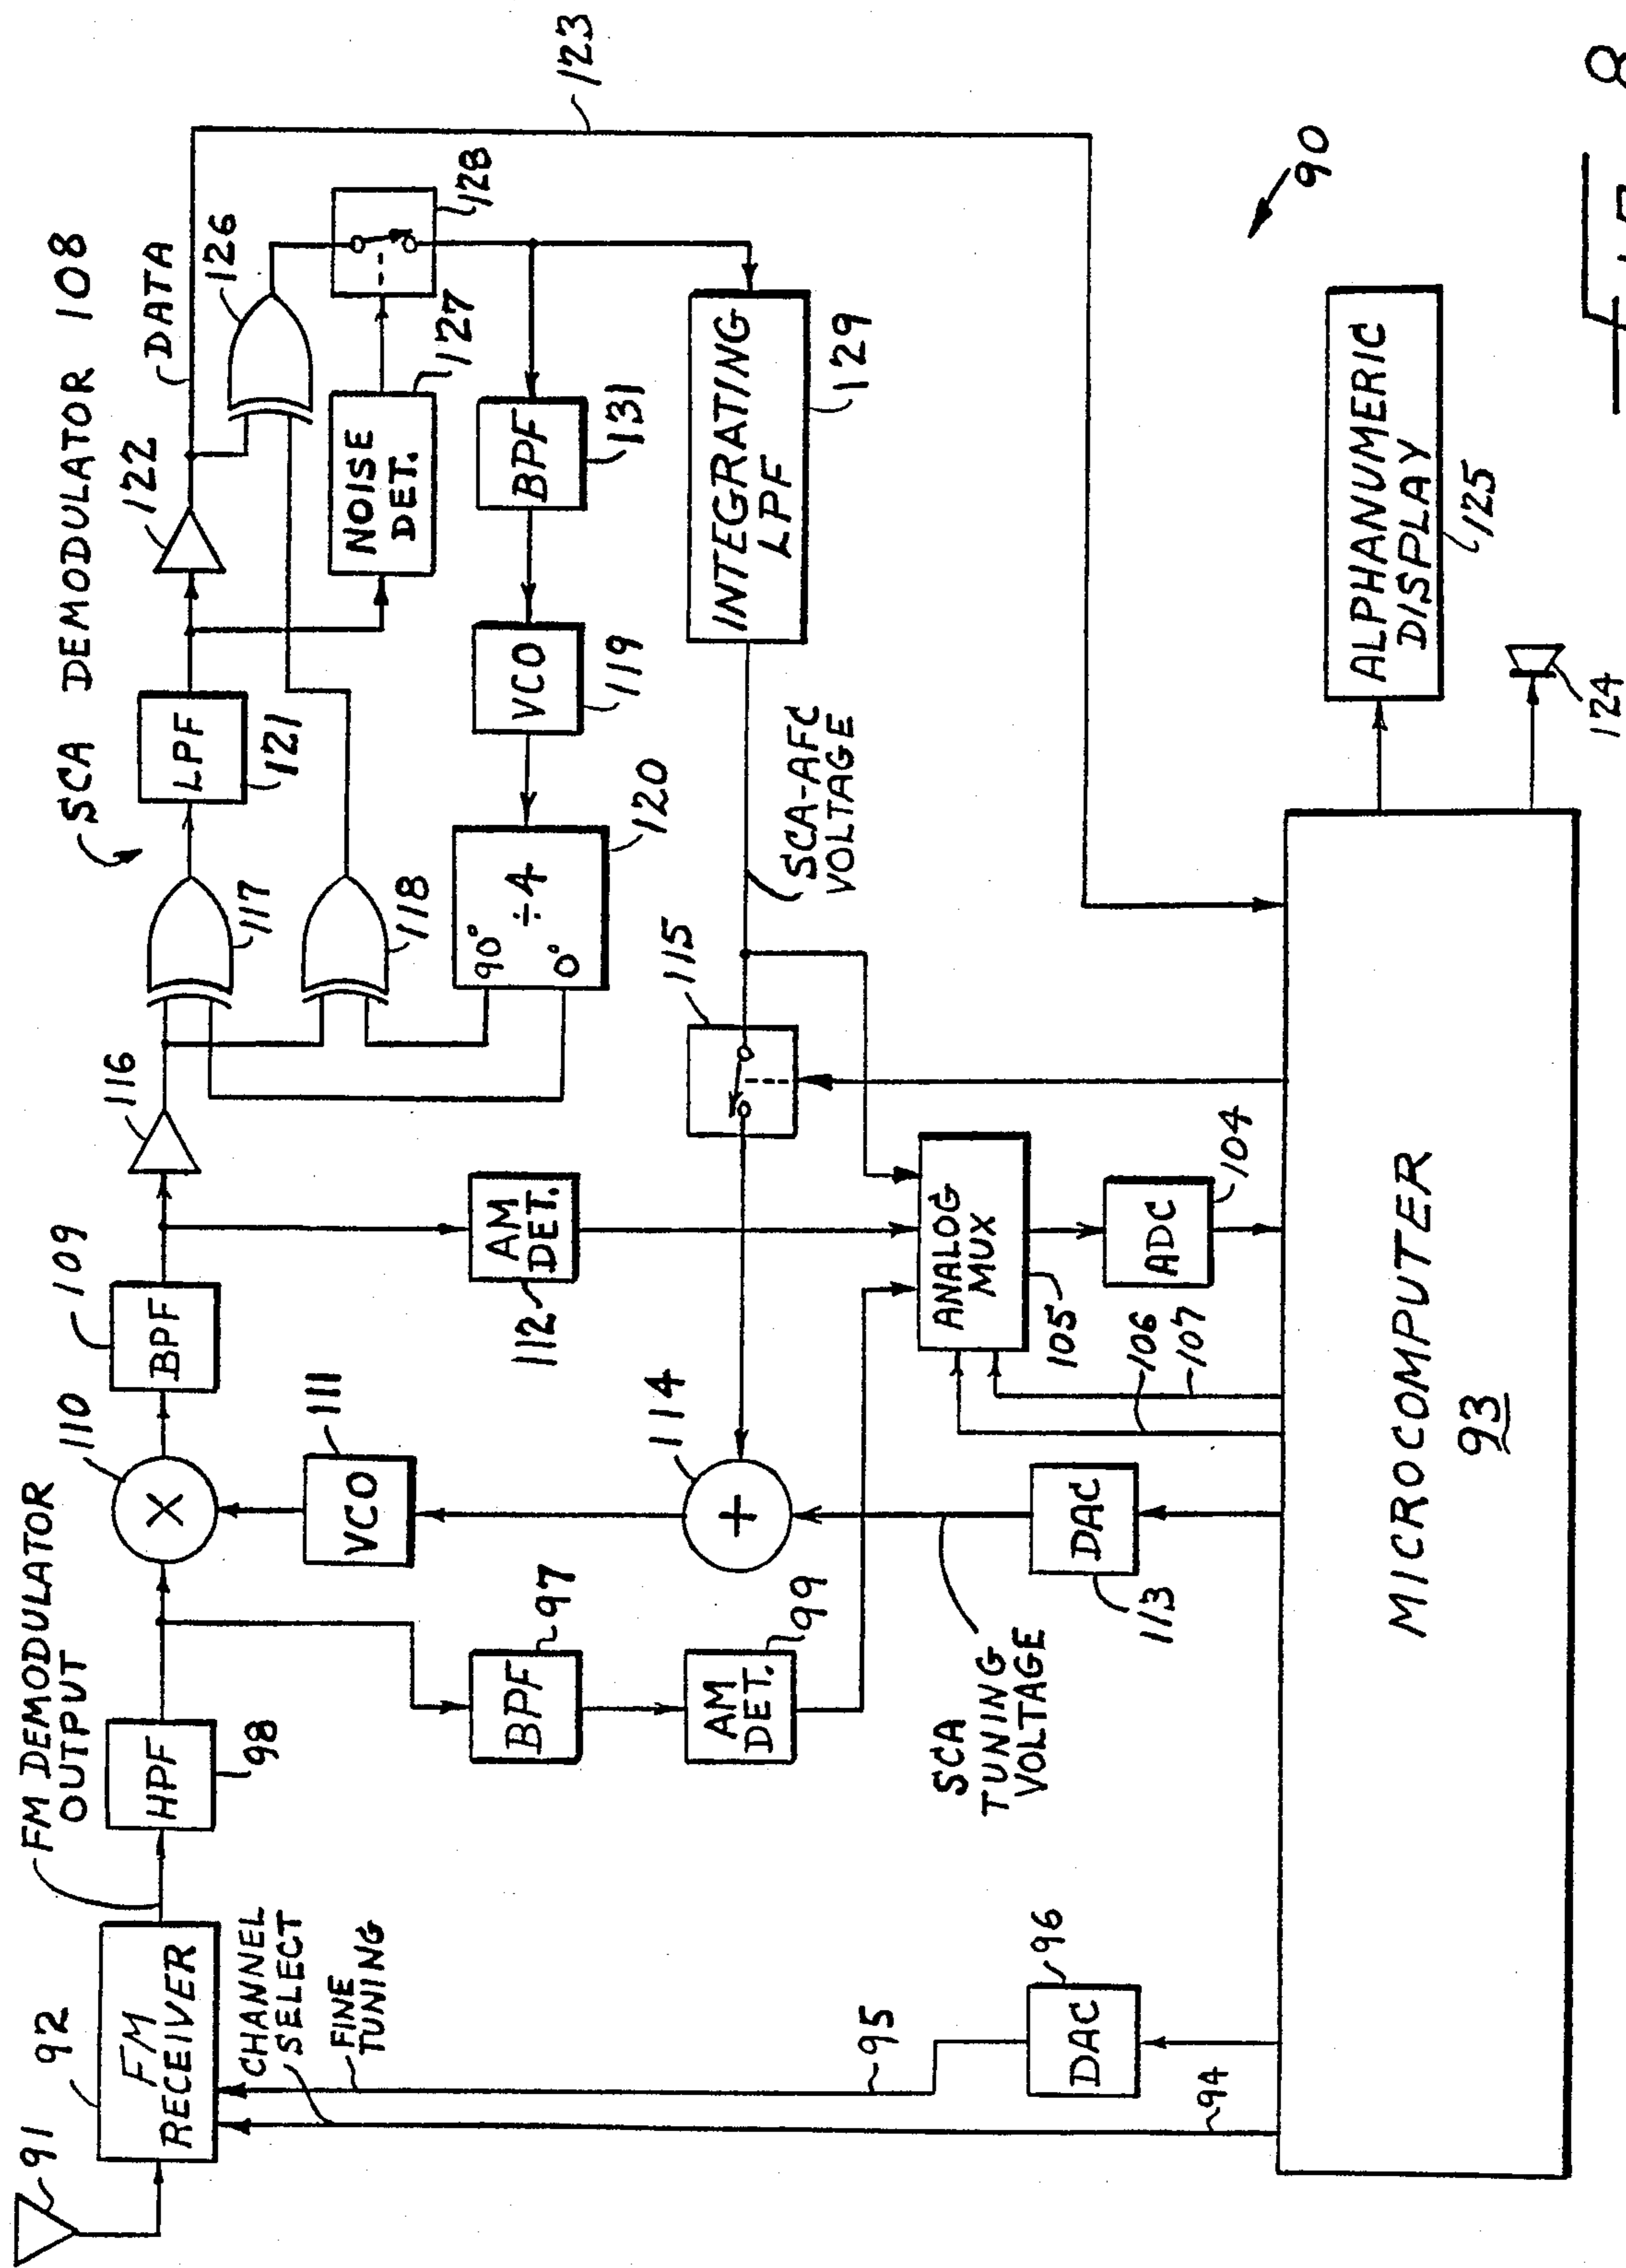 SCA DEMODULATOR 108
FM DEMODULATOR
OUTPUT
DATA
91
92
FM
RECEIVER
HPF
98
110
×
BPF
109
116
117
LPF
121
122
126
123
118
CHANNEL
SELECT
FINE
TUNING
VCO
111
BPF
97
AM
DET.
112
90°
0°
÷4
120
VCO
119
BPF
131
NOISE
DET.
127
128
AM
DET.
99
114
+
115
SCA-AFC
VOLTAGE
INTEGRATING
LPF
129
SCA
TUNING
VOLTAGE
95
DAC
96
94
DAC
113
ANALOG
MUX
105
106
107
ADC
104
MICROCOMPUTER
93
124
ALPHANUMERIC
DISPLAY
125
90
8